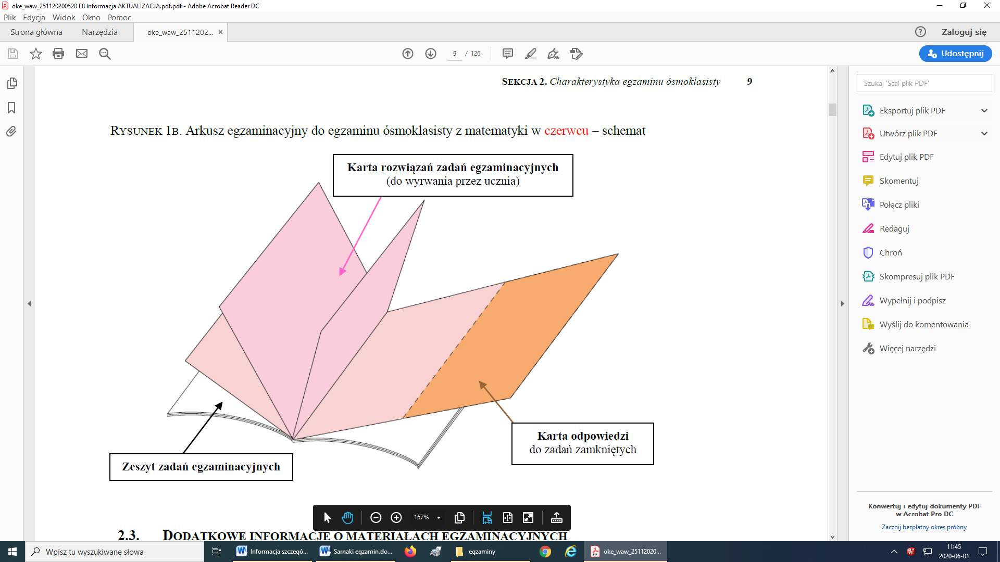 oke_waw_251120200520 E8 Informacja AKTUALIZACJA.pdf.pdf - Adobe Acrobat Reader DC
Plik Edycja Widok Okno Pomoc
Strona główna Narzędzia oke_waw_2511202... × Zaloguj się
9 / 126
Udostępnij
SEKCJA 2. Charakterystyka egzaminu ósmoklasisty 9
RYSUNEK 1B. Arkusz egzaminacyjny do egzaminu ósmoklasisty z matematyki w czerwcu – schemat
Karta rozwiązań zadań egzaminacyjnych
(do wyrwania przez ucznia)
Karta odpowiedzi
do zadań zamkniętych
Zeszyt zadań egzaminacyjnych
167%
2.3. DODATKOWE INFORMACJE O MATERIAŁACH EGZAMINACYJNYCH
Szukaj 'Scal plik PDF'
Eksportuj plik PDF
Utwórz plik PDF
Edytuj plik PDF
Skomentuj
Połącz pliki
Redaguj
Chroń
Skompresuj plik PDF
Wypełnij i podpisz
Wyślij do komentowania
Więcej narzędzi
Konwertuj i edytuj dokumenty PDF
w Acrobat Pro DC
Zacznij bezpłatny okres próbny
Wpisz tu wyszukiwane słowa
Informacja szczegó...
Sarnaki egzamin.do...
egzaminy
oke_waw_25112020...
11:45
2020-06-01